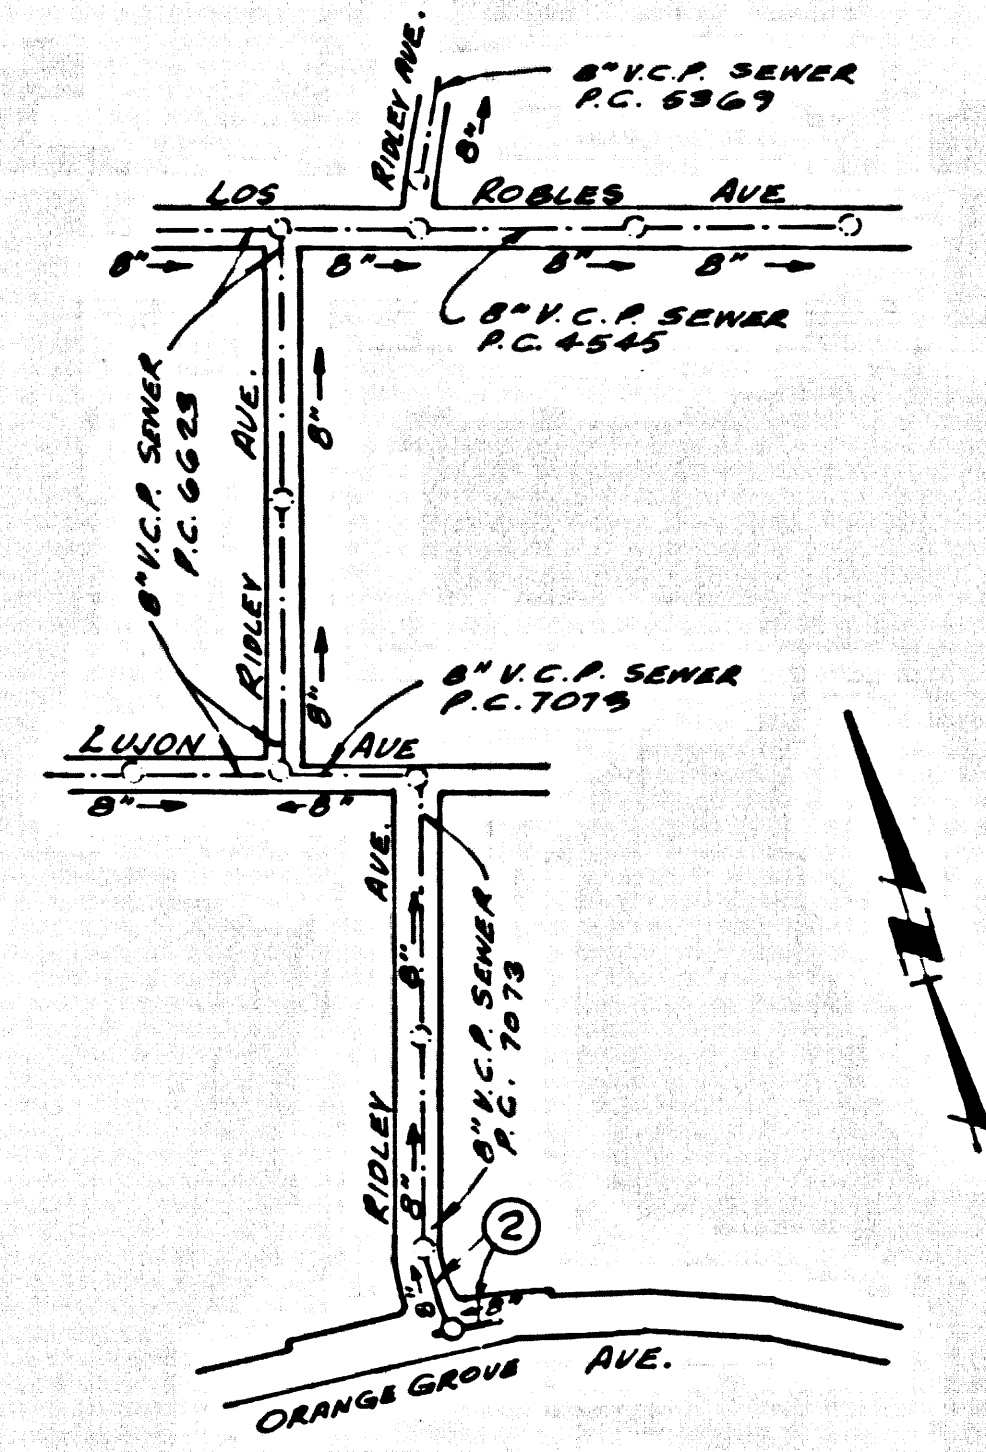 RIDLEY AVE.
8" V.C.P. SEWER
P.C. 5369
8"
LOS ROBLES AVE
8" 8" 8" 8"
8" V.C.P. SEWER
P.C. 4545
8" V.C.P. SEWER
P.C. 6623
RIDLEY AVE.
8"
8"
8" V.C.P. SEWER
P.C. 7073
LUJON AVE
8" 8"
RIDLEY AVE.
8"
8"
8" V.C.P. SEWER
P.C. 7073
2
8"
8"
ORANGE GROVE AVE.
N